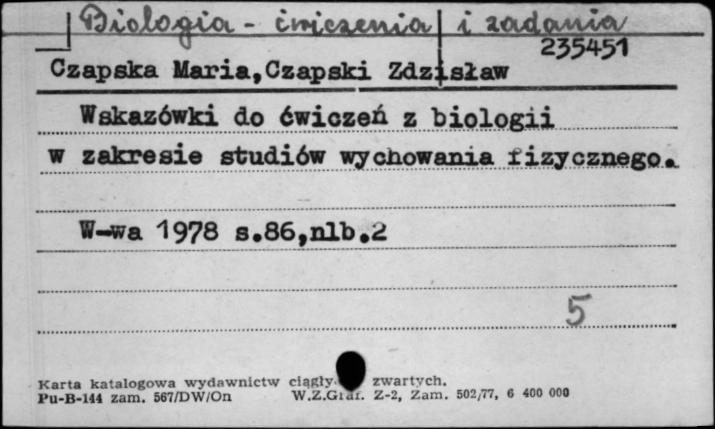 Biologia - ćwiczenia i zadania
235451
Czapska Maria,Czapski Zdzisław
Wskazówki do ćwiczeń z biologii
w zakresie studiów wychowania fizycznego.
W-wa 1978 s.86,nlb.2
5
Karta katalogowa wydawnictw zwartych.
Pu-B-144 zam. 567/DW/On W.Z.Graf. Z-2, Zam. 502/77, 6 400 000